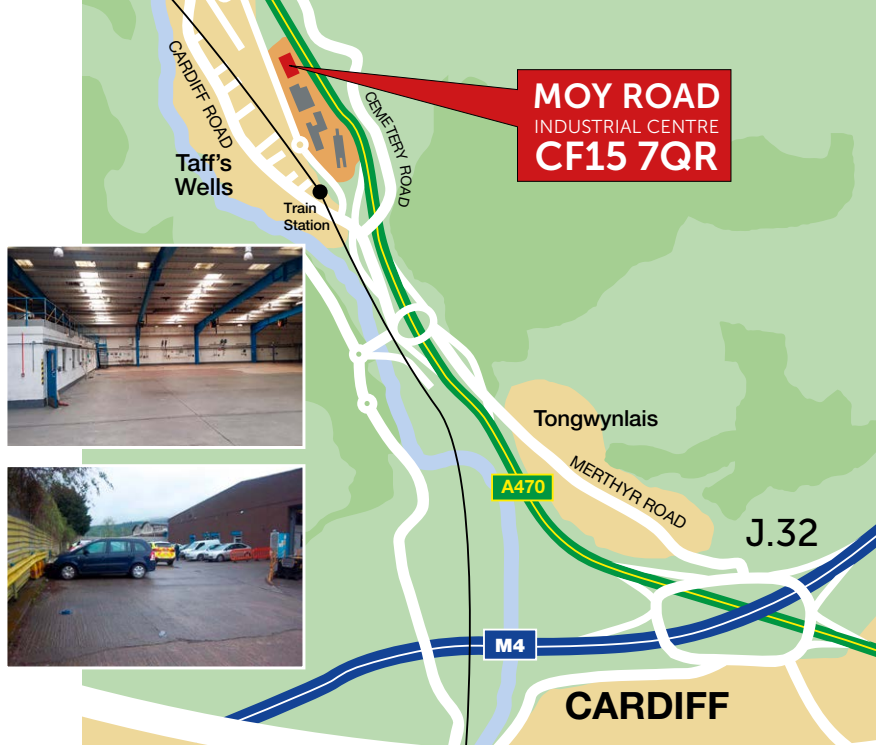 MOY ROAD
INDUSTRIAL CENTRE
CF15 7QR
CARDIFF ROAD
CEMETERY ROAD
Taff's
Wells
Train
Station
Tongwynlais
MERTHYR ROAD
A470
J.32
M4
CARDIFF